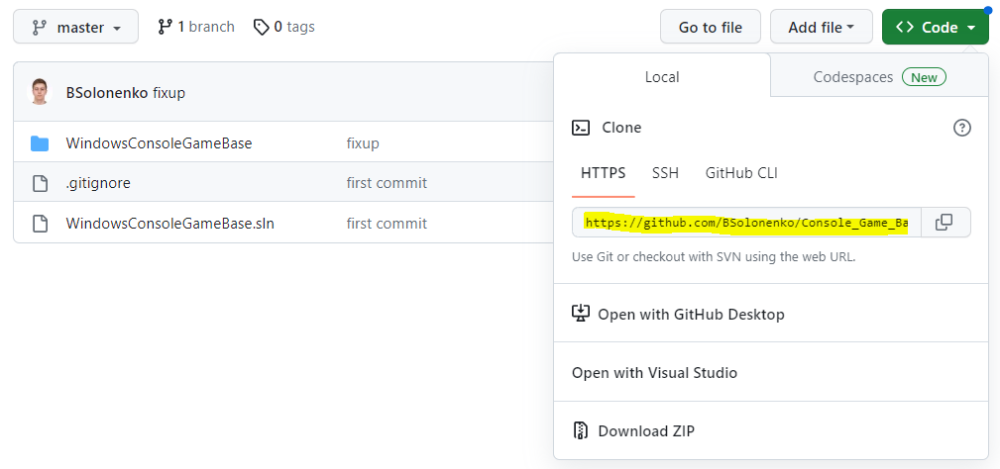 master 1 branch 0 tags Go to file Add file Code
Local Codespaces New
BSolonenko fixup
Clone
WindowsConsoleGameBase fixup
HTTPS SSH GitHub CLI
.gitignore first commit
https://github.com/BSolonenko/Console_Game_Ba
WindowsConsoleGameBase.sln first commit
Use Git or checkout with SVN using the web URL.
Open with GitHub Desktop
Open with Visual Studio
Download ZIP